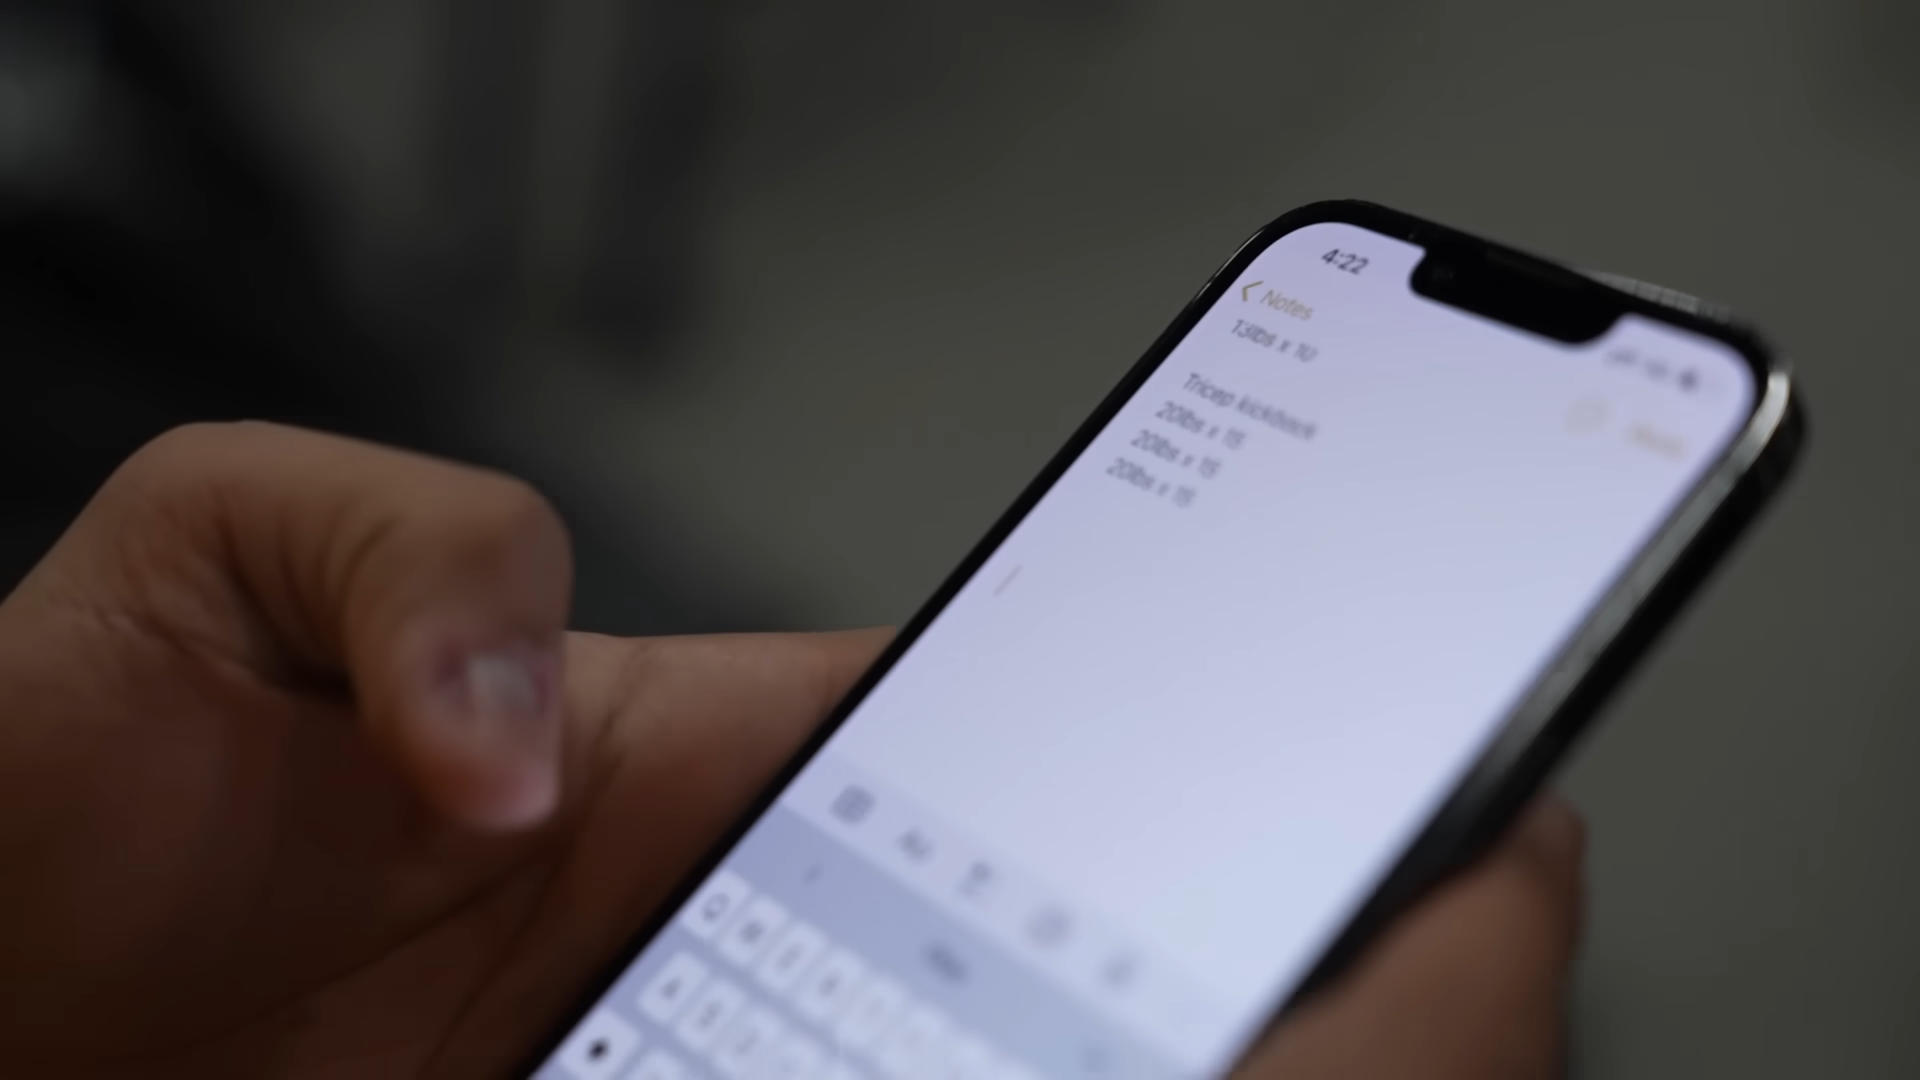 4:22
Notes
13lbs x 10
Tricep kickback
20lbs x 15
20lbs x 15
20lbs x 15
Q W E R
A S